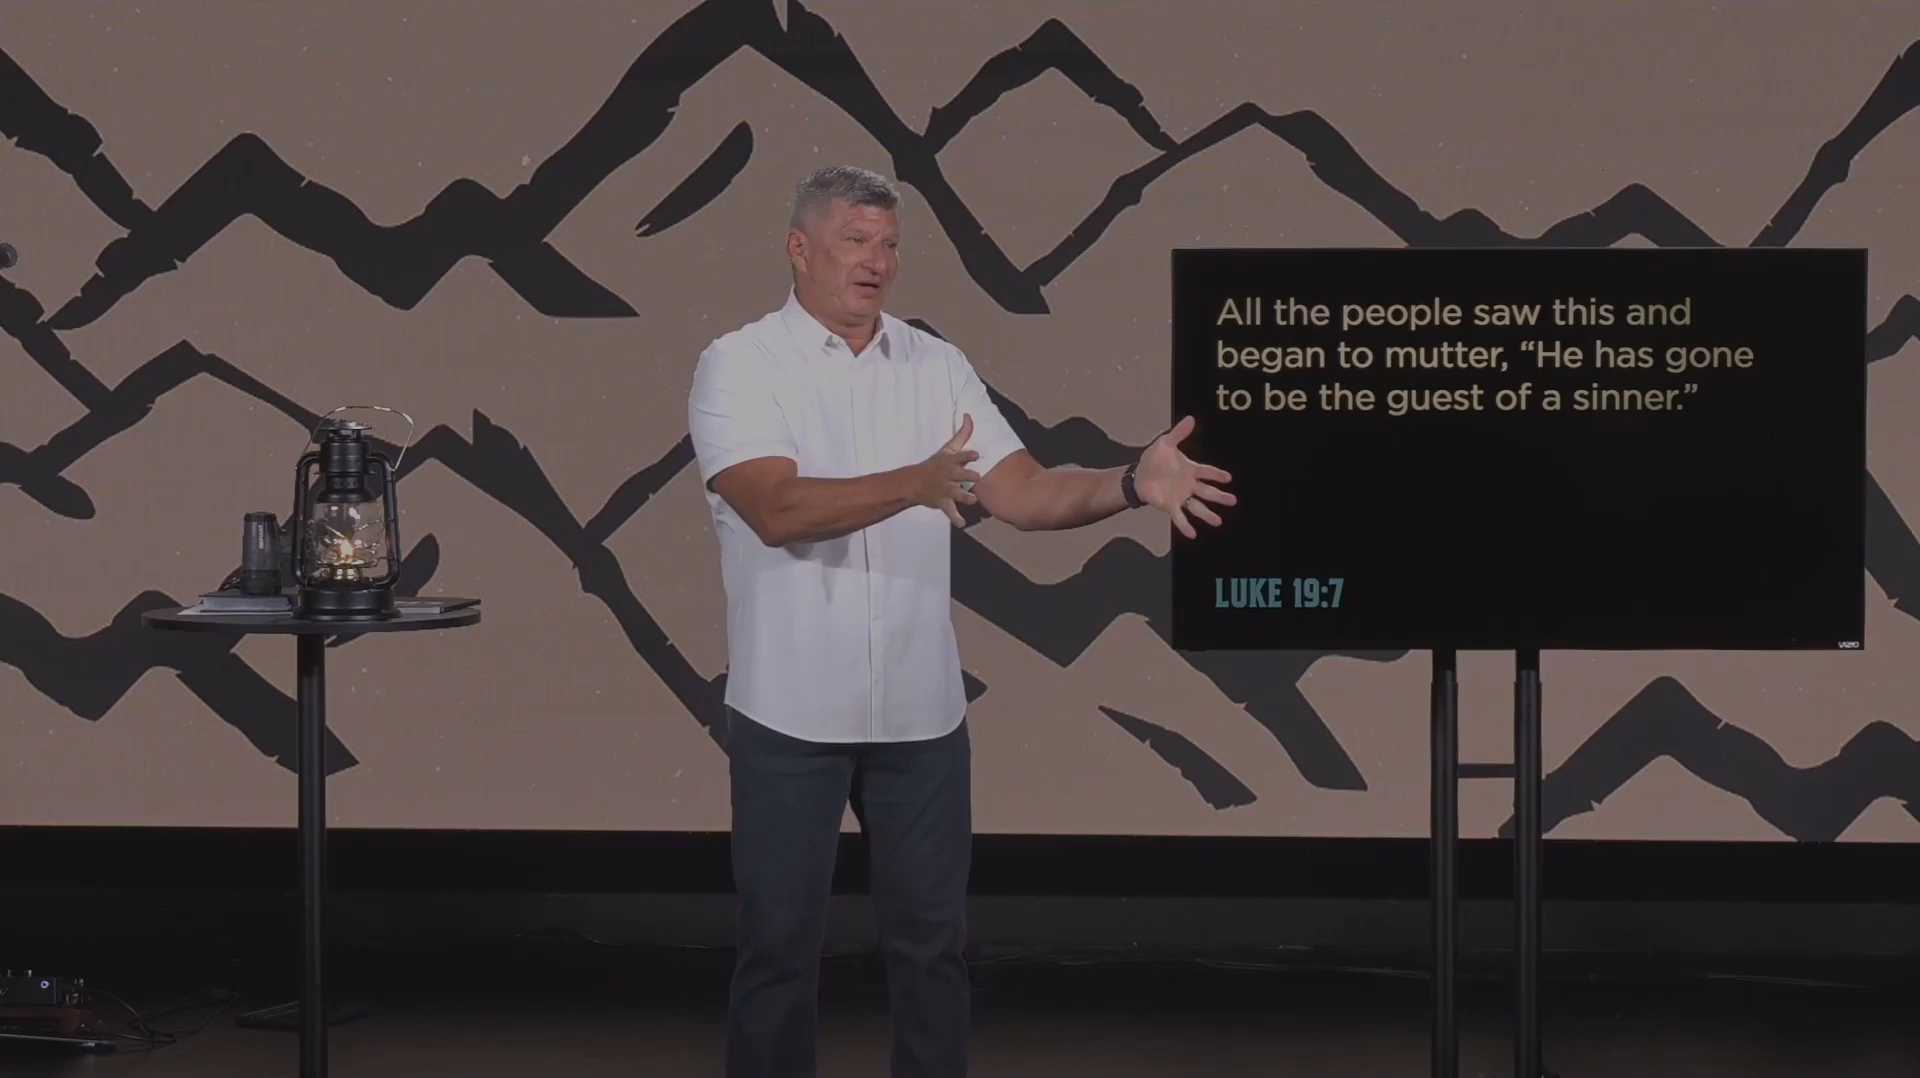 All the people saw this and
began to mutter, “He has gone
to be the guest of a sinner.”
LUKE 19:7
VIZIO